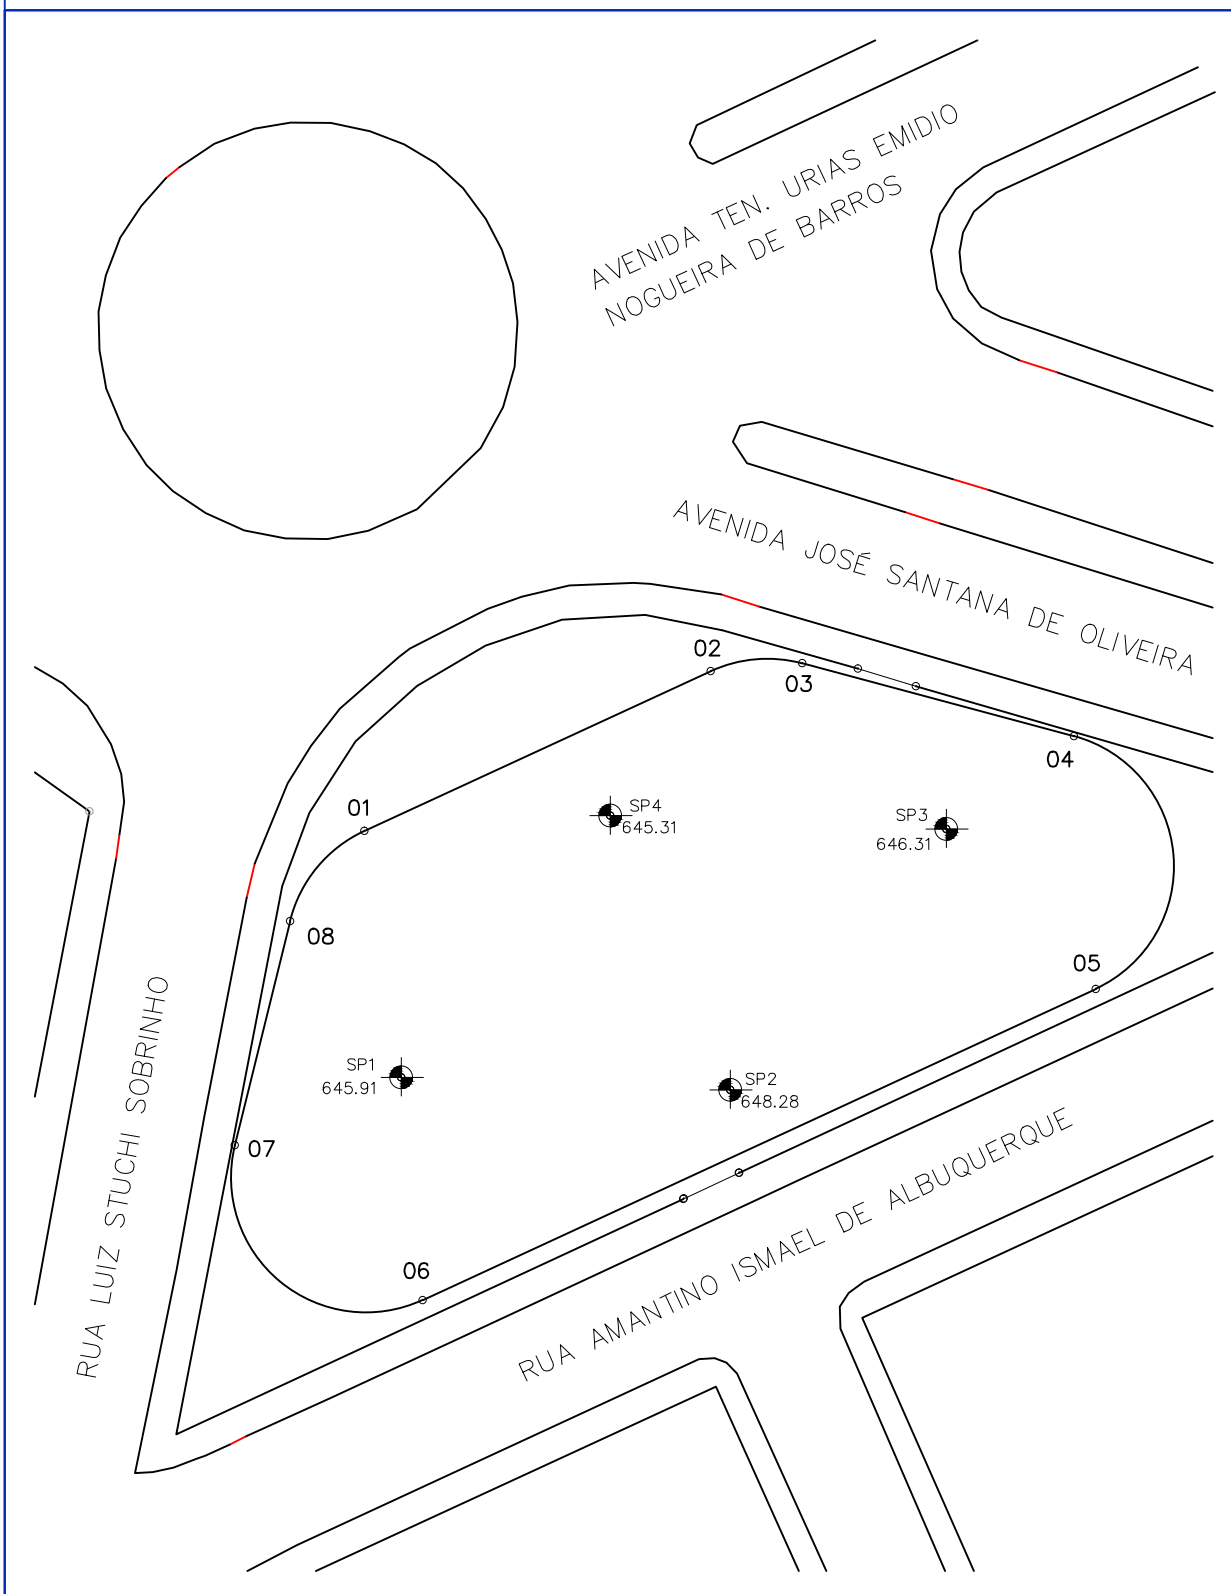 AVENIDA TEN. URIAS EMIDIO
NOGUEIRA DE BARROS
AVENIDA JOSÉ SANTANA DE OLIVEIRA
02
03
04
01
SP4
645.31
SP3
646.31
08
05
RUA LUIZ STUCHI SOBRINHO
SP1
645.91
SP2
648.28
07
06
RUA AMANTINO ISMAEL DE ALBUQUERQUE